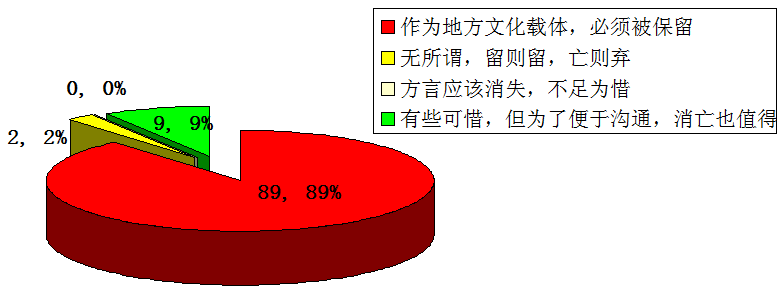 作为地方文化载体，必须被保留
无所谓，留则留，亡则弃
方言应该消失，不足为惜
有些可惜，但为了便于沟通，消亡也值得
0, 0%
9, 9%
2, 2%
89, 89%